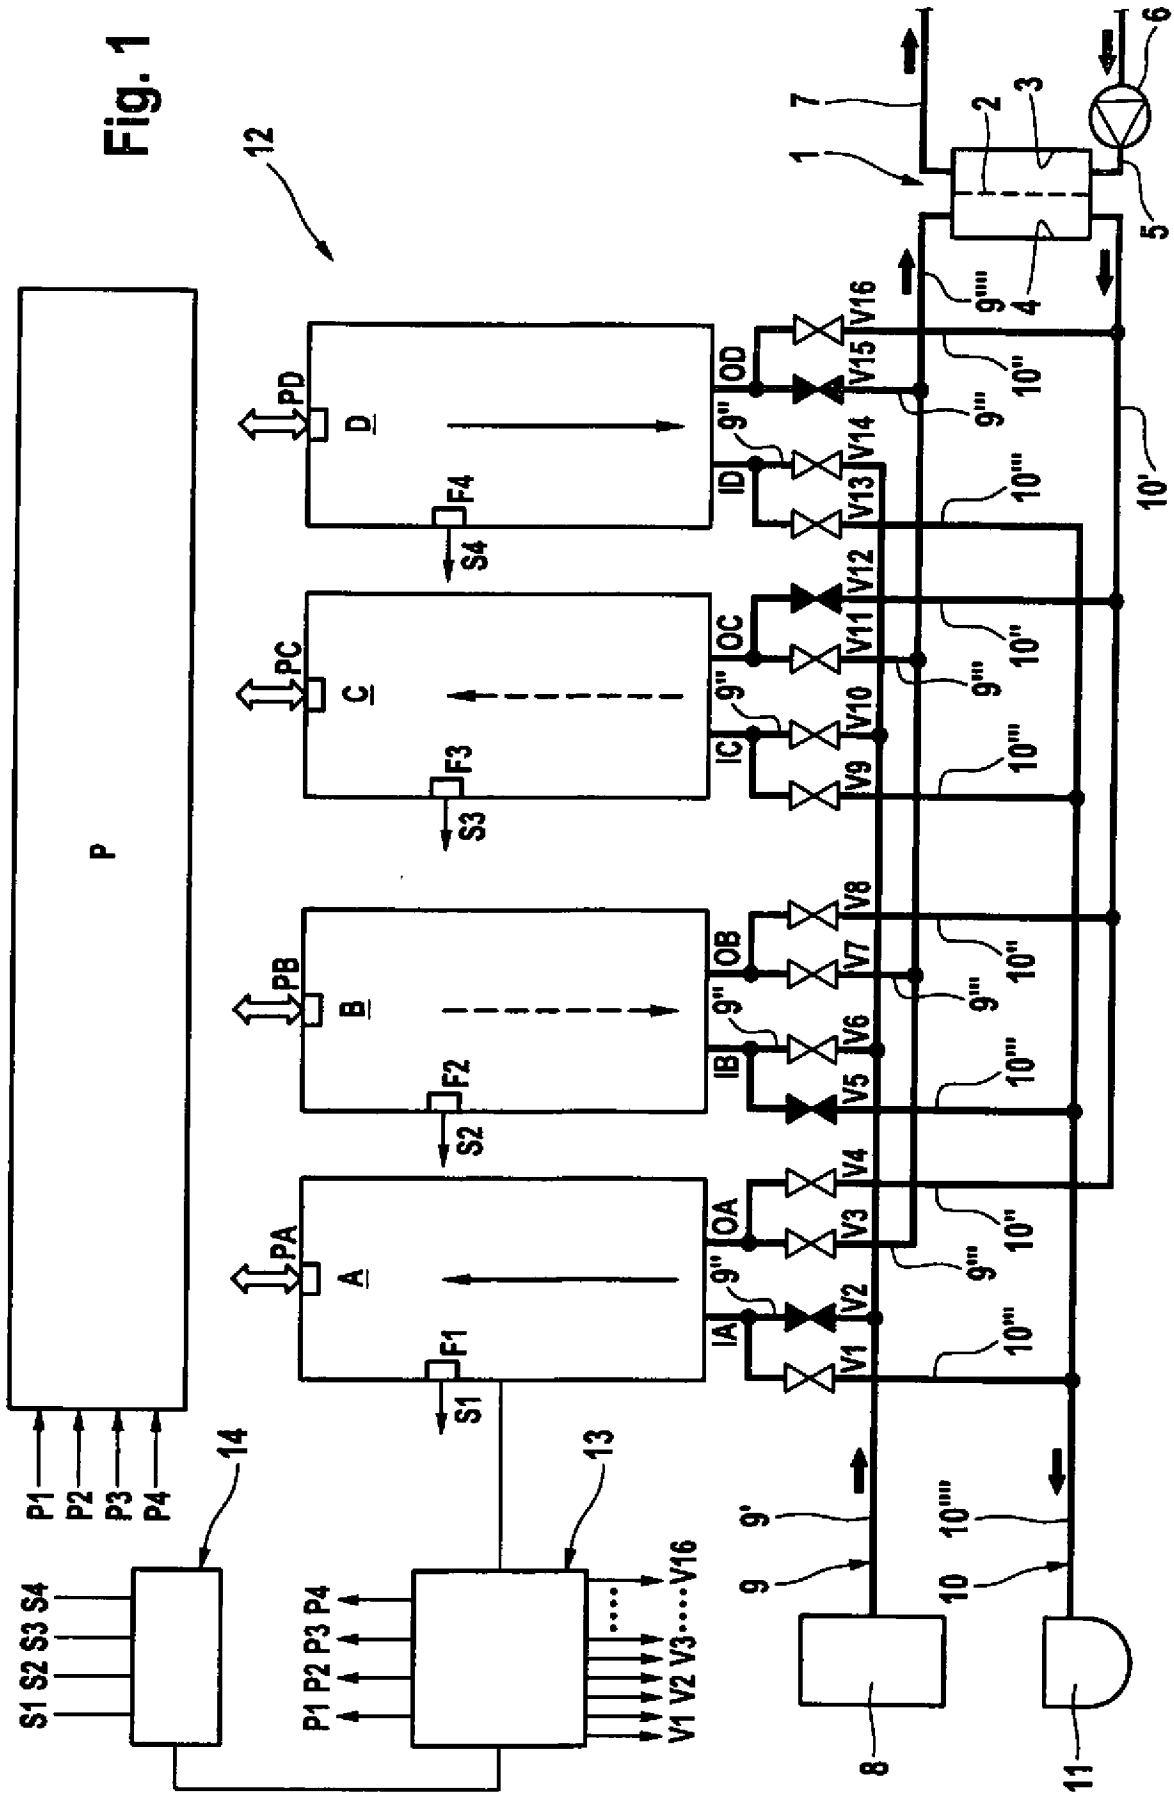 Fig. 1
12
P
P1
P2
P3
P4
14
S1 S2 S3 S4
PA
PB
PC
PD
A
B
C
D
F1
F2
F3
F4
S1
S2
S3
S4
13
P1 P2 P3 P4
V1 V2 V3 ..... V16
IA
OA
IB
OB
IC
OC
ID
OD
9"
9"
9"
9"
V1
V2
V3
V4
V5
V6
V7
V8
V9
V10
V11
V12
V13
V14
V15
V16
9
9'
9'''
9'''
9'''
9'''
9''''
10'''
10"
10'''
10"
10'''
10"
10'''
10"
10'
10
10''''
8
11
1
2
3
4
5
6
7